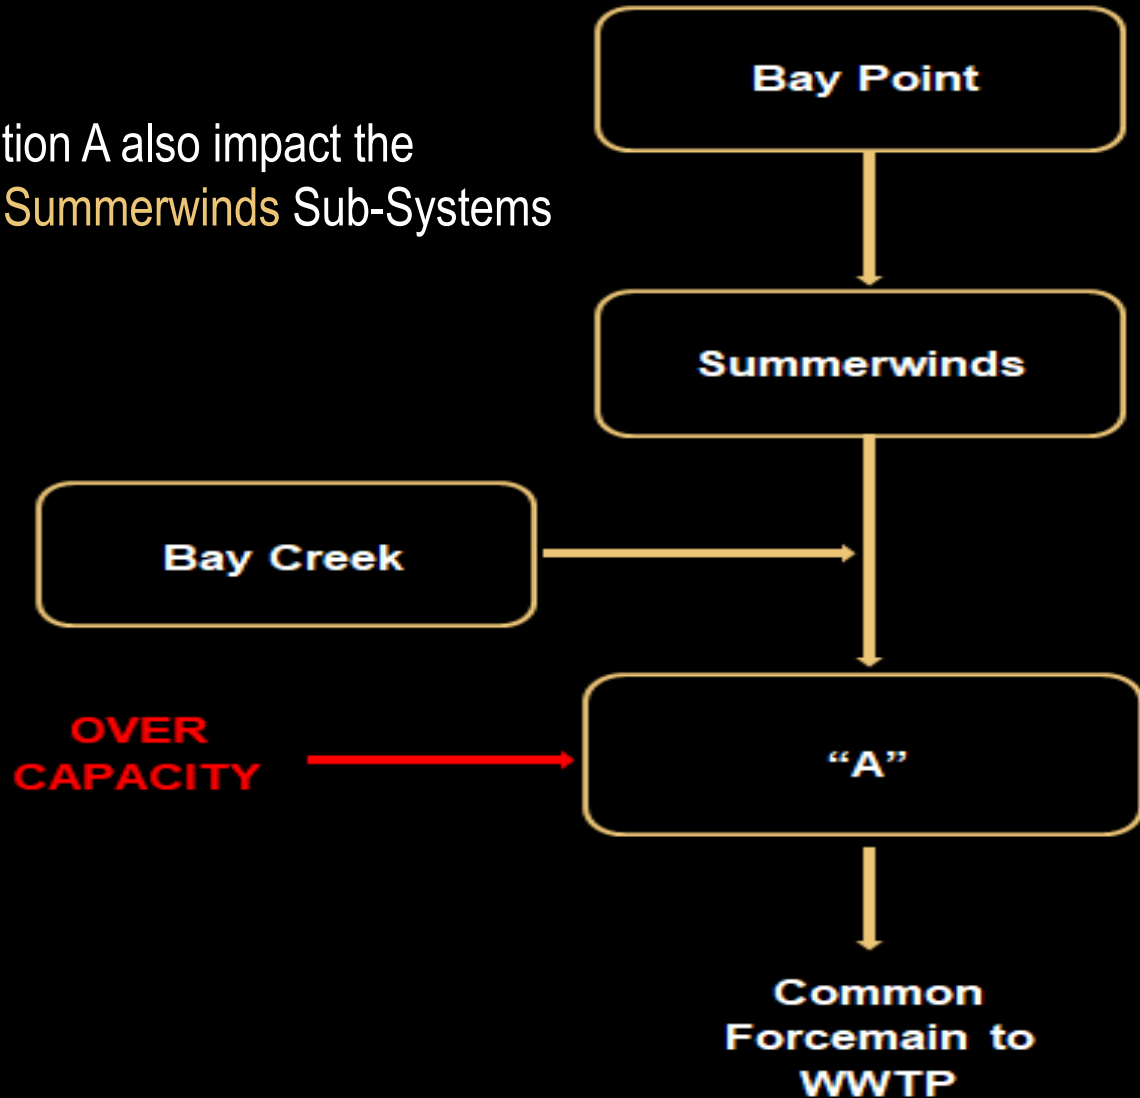 Bay Point
tion A also impact the
Summerwinds Sub-Systems
Summerwinds
Bay Creek
OVER
CAPACITY
“A”
Common
Forcemain to
WWTP